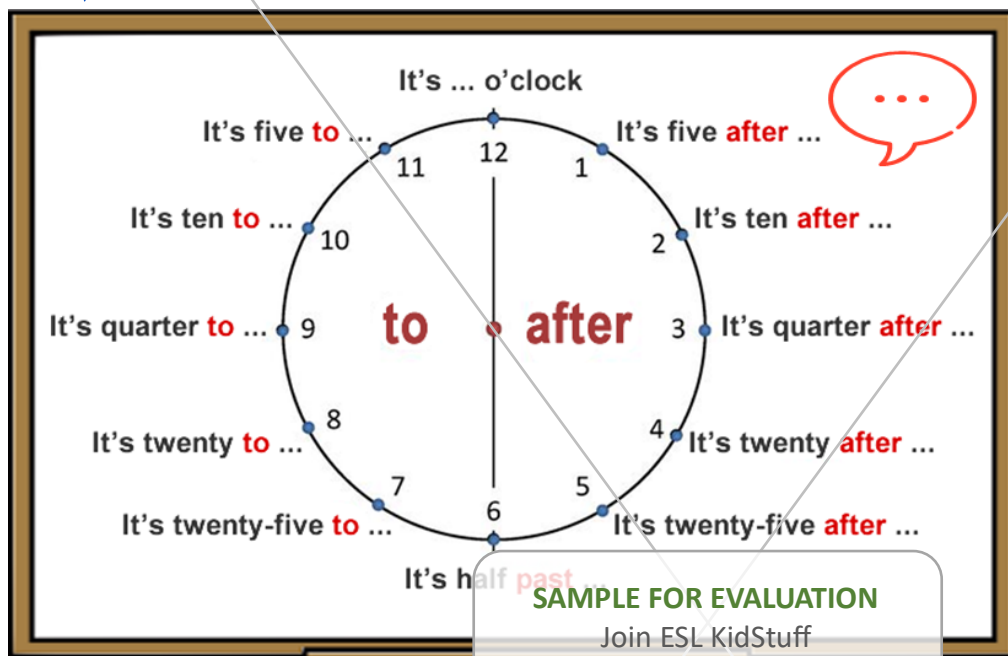 It's ... o'clock
It's five to ...
It's five after ...
11
12
1
It's ten to ...
It's ten after ...
10
2
It's quarter to ...
9
to
after
3
It's quarter after ...
8
4
It's twenty to ...
It's twenty after ...
7
5
6
It's twenty-five to ...
It's twenty-five after ...
It's half past ...
SAMPLE FOR EVALUATION
Join ESL KidStuff